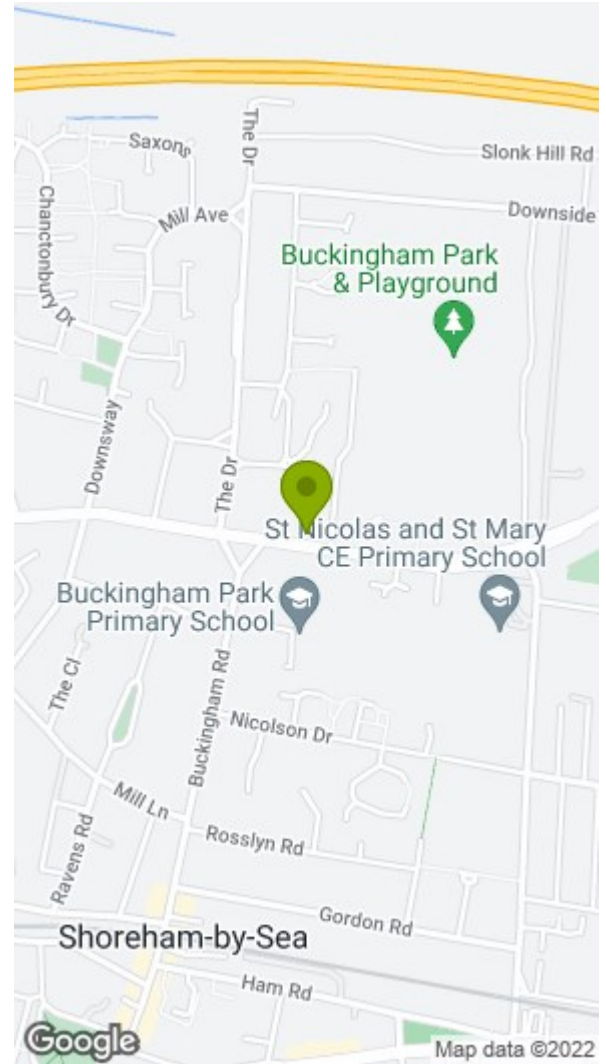 The Dr
Saxons
Slonk Hill Rd
Chanctonbury Dr
Mill Ave
Downside
Buckingham Park
& Playground
Downsway
The Dr
St Nicolas and St Mary
CE Primary School
Buckingham Park
Primary School
The Cl
Buckingham Rd
Nicolson Dr
Mill Ln
Ravens Rd
Rosslyn Rd
Gordon Rd
Shoreham-by-Sea
Ham Rd
Google
Map data ©2022